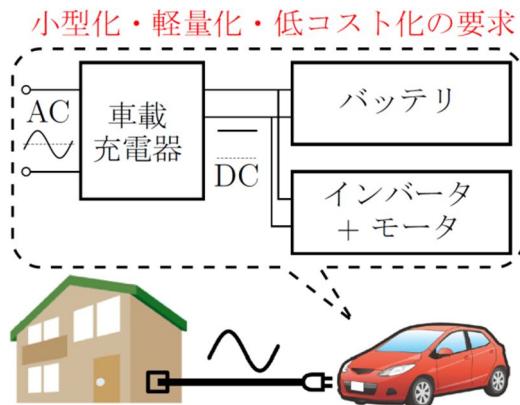 小型化・軽量化・低コスト化の要求
AC
車載
充電器
DC
バッテリ
インバータ
+ モータ